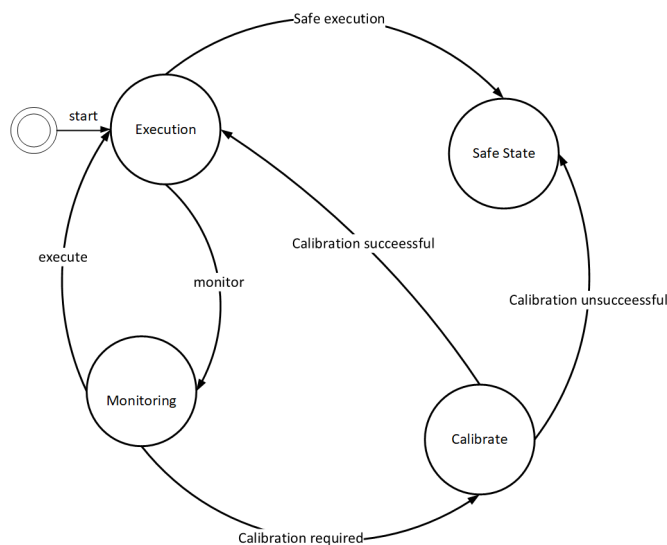 Safe execution
start
Execution
Safe State
Calibration succeessful
execute
monitor
Calibration unsucceessful
Monitoring
Calibrate
Calibration required